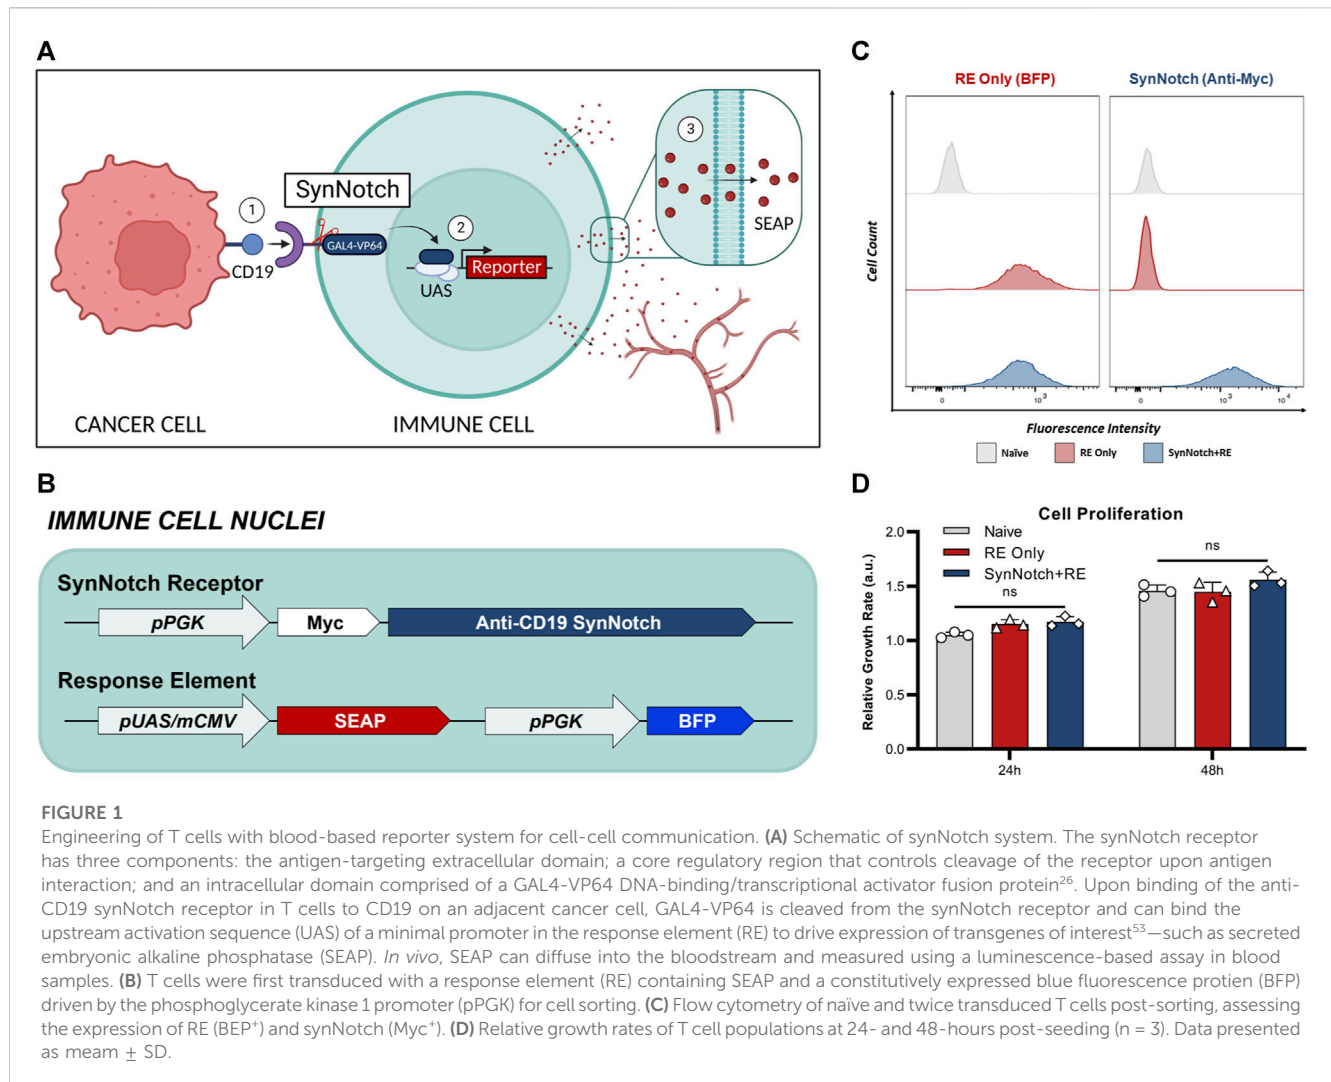 A
SynNotch
1
CD19
GAL4-VP64
2
UAS
Reporter
3
SEAP
CANCER CELL
IMMUNE CELL
B
IMMUNE CELL NUCLEI
SynNotch Receptor
pPGK
Myc
Anti-CD19 SynNotch
Response Element
pUAS/mCMV
SEAP
pPGK
BFP
C
RE Only (BFP)
SynNotch (Anti-Myc)
Cell Count
0
10³
0
10³
10⁴
Fluorescence Intensity
Naïve
RE Only
SynNotch+RE
D
Cell Proliferation
Relative Growth Rate (a.u.)
2.0
1.5
1.0
0.5
0.0
Naive
RE Only
SynNotch+RE
ns
ns
24h
48h
FIGURE 1
Engineering of T cells with blood-based reporter system for cell-cell communication. (A) Schematic of synNotch system. The synNotch receptor
has three components: the antigen-targeting extracellular domain; a core regulatory region that controls cleavage of the receptor upon antigen
interaction; and an intracellular domain comprised of a GAL4-VP64 DNA-binding/transcriptional activator fusion protein²⁶. Upon binding of the anti-
CD19 synNotch receptor in T cells to CD19 on an adjacent cancer cell, GAL4-VP64 is cleaved from the synNotch receptor and can bind the
upstream activation sequence (UAS) of a minimal promoter in the response element (RE) to drive expression of transgenes of interest⁵³—such as secreted
embryonic alkaline phosphatase (SEAP). In vivo, SEAP can diffuse into the bloodstream and measured using a luminescence-based assay in blood
samples. (B) T cells were first transduced with a response element (RE) containing SEAP and a constitutively expressed blue fluorescence protien (BFP)
driven by the phosphoglycerate kinase 1 promoter (pPGK) for cell sorting. (C) Flow cytometry of naïve and twice transduced T cells post-sorting, assessing
the expression of RE (BEP⁺) and synNotch (Myc⁺). (D) Relative growth rates of T cell populations at 24- and 48-hours post-seeding (n = 3). Data presented
as meam ± SD.